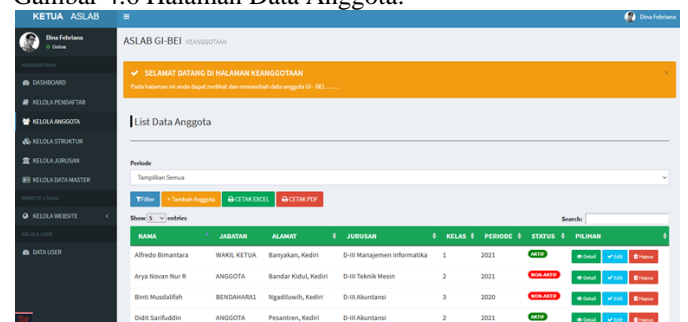 Gambar 4.6 Halaman Data Anggota.
KETUA ASLAB
Dina Febriana
Dina Febriana
Online
ASLAB GI-BEI KEANGGOTAAN
KEANGGOTAAN
DASHBOARD
KELOLA PENDAFTAR
KELOLA ANGGOTA
KELOLA STRUKTUR
KELOLA JURUSAN
KELOLA DATA MASTER
WEBSITE UTAMA
KELOLA WEBSITE
KELOLA USER
DATA USER
SELAMAT DATANG DI HALAMAN KEANGGOTAAN
Pada halaman ini anda dapat melihat dan menambah data anggota GI - BEI..........
List Data Anggota
Periode
Tampilkan Semua
Filter + Tambah Anggota CETAK EXCEL CETAK PDF
Show 5 entries Search:
NAMA JABATAN ALAMAT JURUSAN KELAS PERIODE STATUS PILIHAN
Alfredo Bimantara WAKIL KETUA Banyakan, Kediri D-III Manajemen Informatika 1 2021 AKTIF Detail Edit Hapus
Arya Novan Nur R ANGGOTA Bandar Kidul, Kediri D-III Teknik Mesin 2 2021 NON-AKTIF Detail Edit Hapus
Binti Musdalifah BENDAHARA1 Ngadiluwih, Kediri D-III Akuntansi 3 2020 NON-AKTIF Detail Edit Hapus
Didit Sarifuddin ANGGOTA Pesantren, Kediri D-III Akuntansi 2 2021 AKTIF Detail Edit Hapus